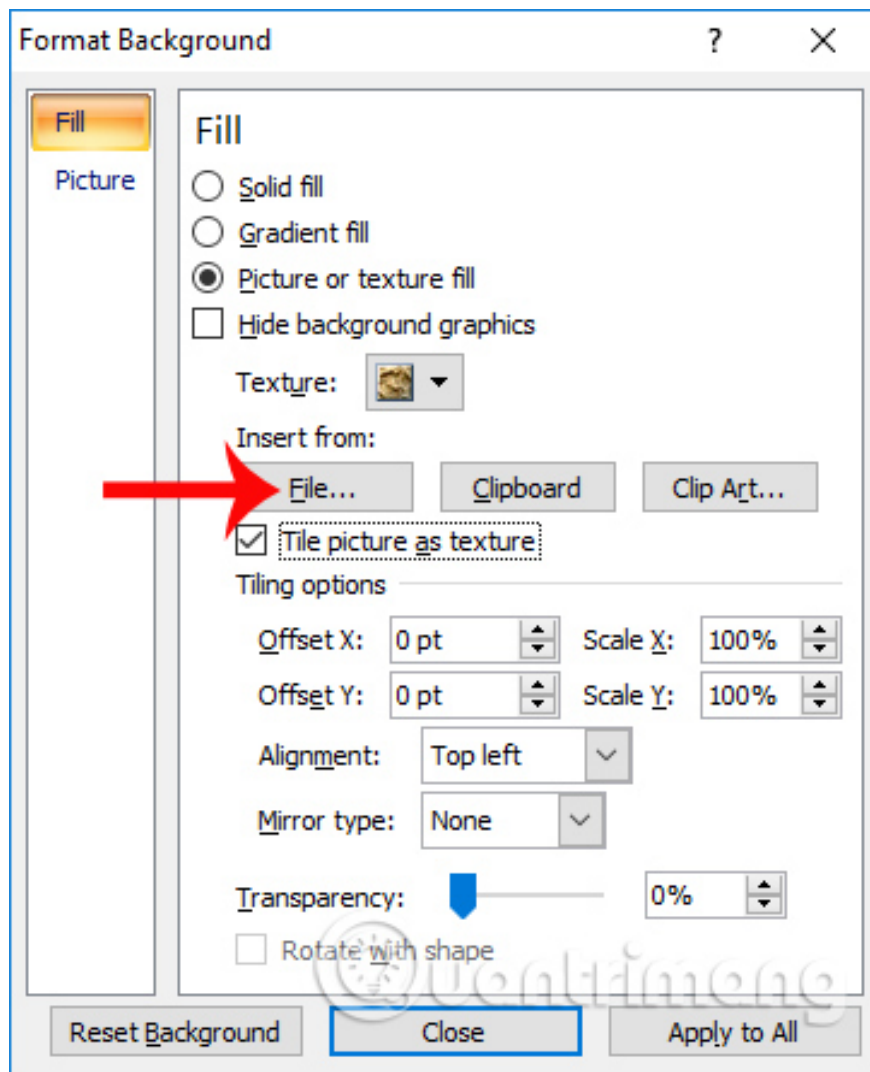 Format Background ?
Fill
Picture
Fill
Solid fill
Gradient fill
Picture or texture fill
Hide background graphics
Texture:
Insert from:
File... Clipboard Clip Art...
Tile picture as texture
Tiling options
Offset X: 0 pt Scale X: 100%
Offset Y: 0 pt Scale Y: 100%
Alignment: Top left
Mirror type: None
Transparency: 0%
Rotate with shape
Quantrimang
Reset Background Close Apply to All